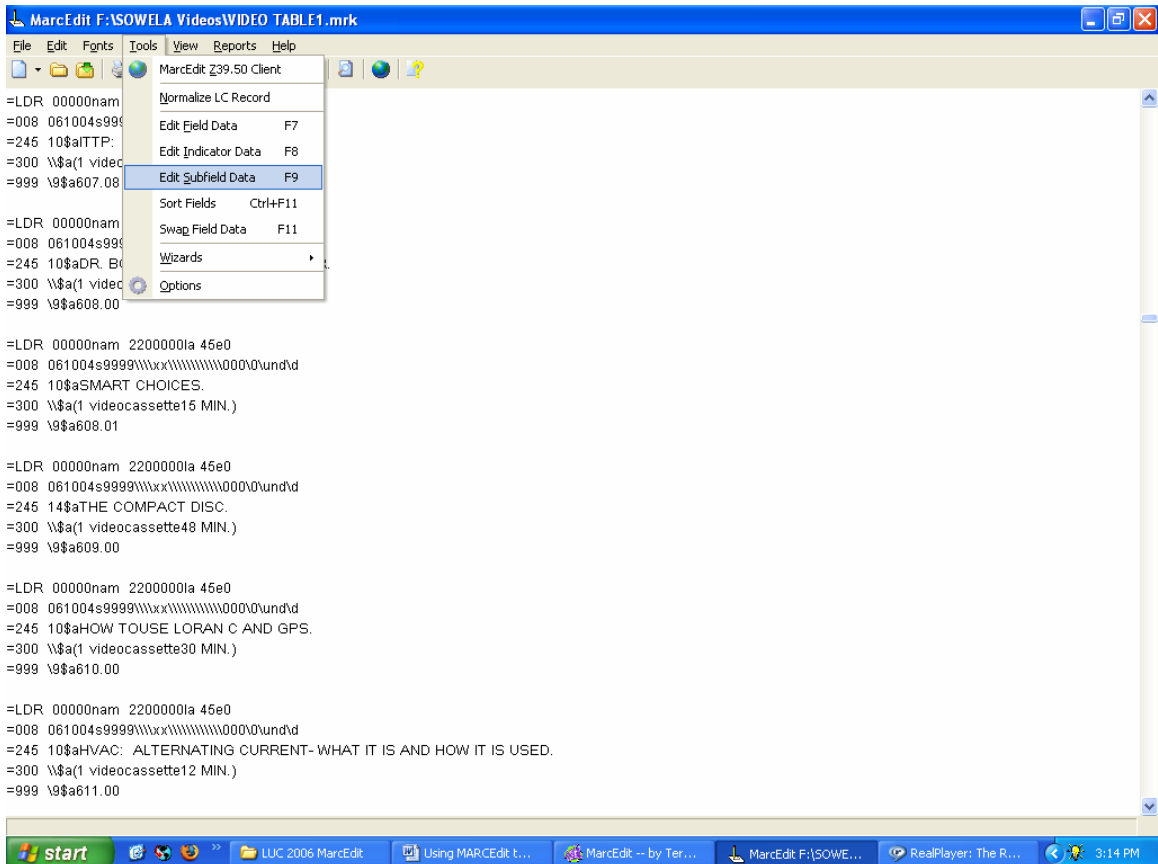 MarcEdit F:\SOWELA Videos\VIDEO TABLE1.mrk
File Edit Fonts Tools View Reports Help
MarcEdit Z39.50 Client
Normalize LC Record
Edit Field Data F7
Edit Indicator Data F8
Edit Subfield Data F9
Sort Fields Ctrl+F11
Swap Field Data F11
Wizards
Options
=LDR 00000nam
=008 061004s999
=245 10$aITTP:
=300 \\$a(1 videc
=999 \9$a607.08
=LDR 00000nam
=008 061004s999
=245 10$aDR. BO R.
=300 \\$a(1 videc
=999 \9$a608.00
=LDR 00000nam 2200000Ia 45e0
=008 061004s9999\\\\xx\\\\\\\\\\\\000\0\und\d
=245 10$aSMART CHOICES.
=300 \\$a(1 videocassette15 MIN.)
=999 \9$a608.01
=LDR 00000nam 2200000Ia 45e0
=008 061004s9999\\\\xx\\\\\\\\\\\\000\0\und\d
=245 14$aTHE COMPACT DISC.
=300 \\$a(1 videocassette48 MIN.)
=999 \9$a609.00
=LDR 00000nam 2200000Ia 45e0
=008 061004s9999\\\\xx\\\\\\\\\\\\000\0\und\d
=245 10$aHOW TOUSE LORAN C AND GPS.
=300 \\$a(1 videocassette30 MIN.)
=999 \9$a610.00
=LDR 00000nam 2200000Ia 45e0
=008 061004s9999\\\\xx\\\\\\\\\\\\000\0\und\d
=245 10$aHVAC: ALTERNATING CURRENT- WHAT IT IS AND HOW IT IS USED.
=300 \\$a(1 videocassette12 MIN.)
=999 \9$a611.00
start LUC 2006 MarcEdit Using MARCEdit t... MarcEdit -- by Ter... MarcEdit F:\SOWE... RealPlayer: The R... 3:14 PM